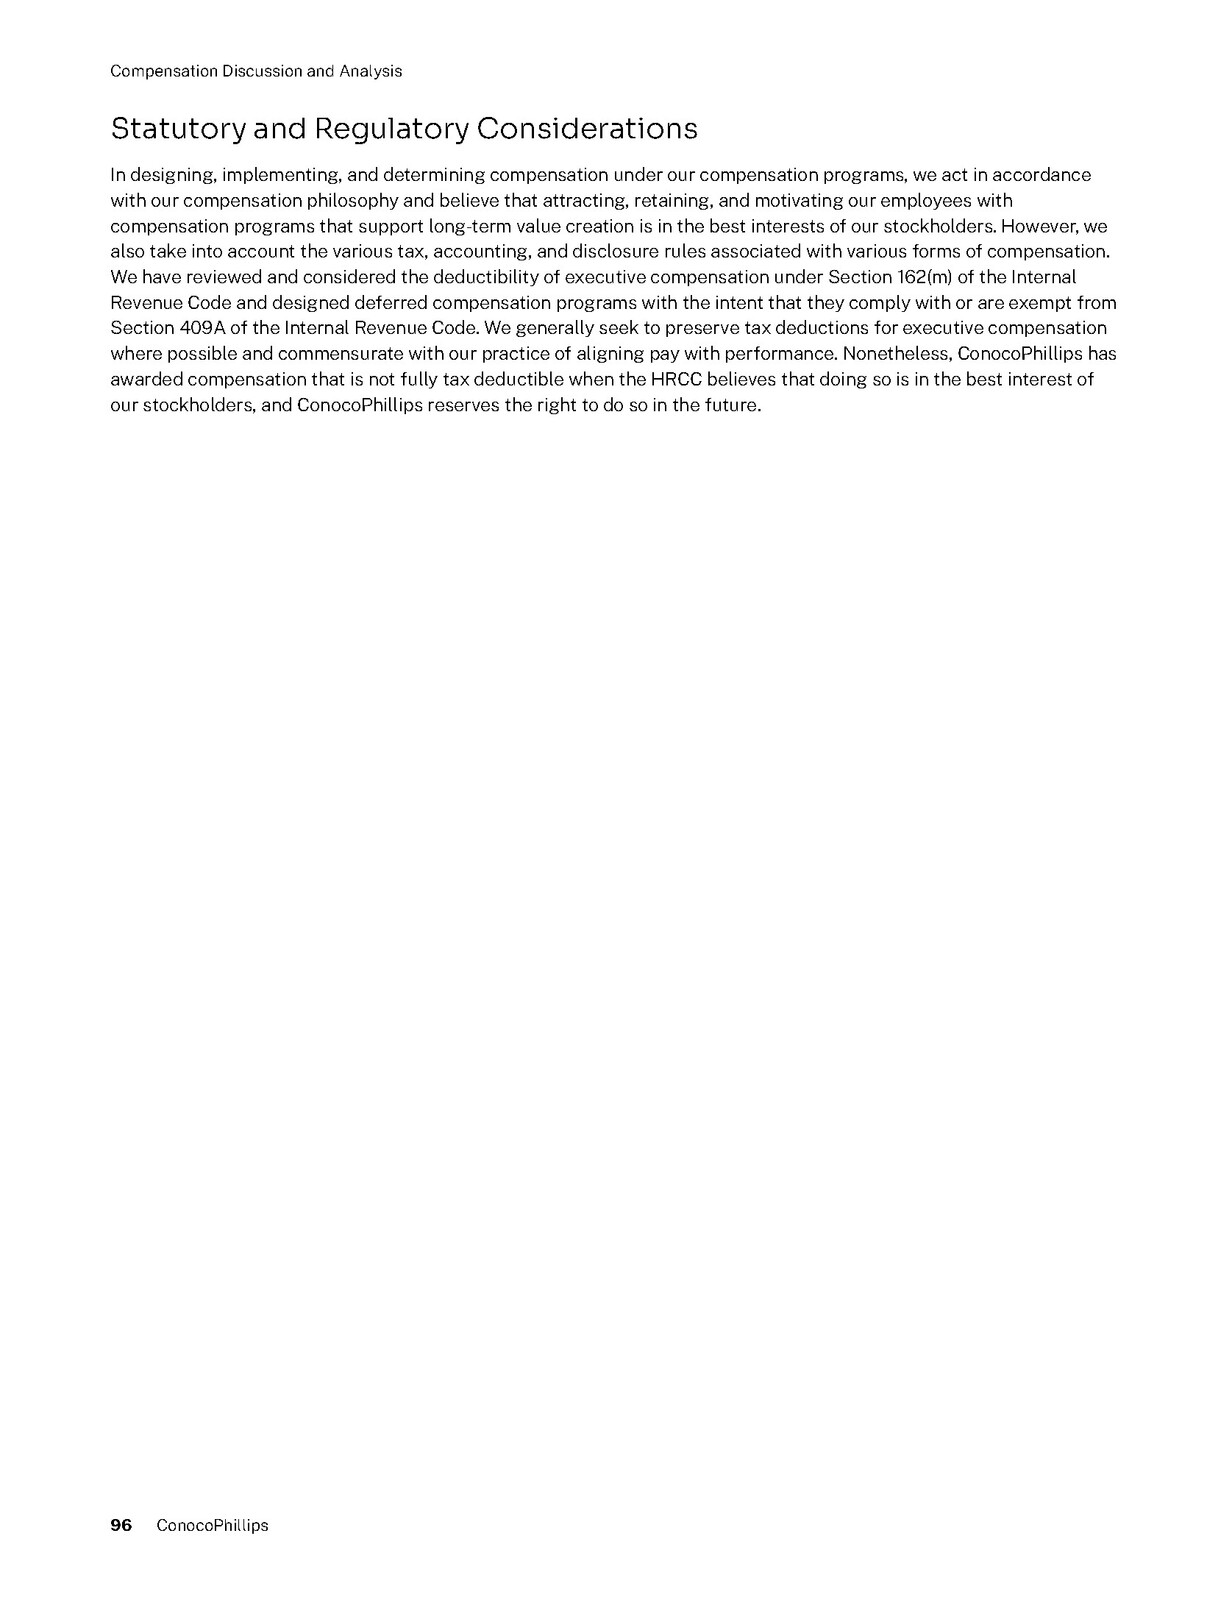 Compensation Discussion and Analysis
Statutory and Regulatory Considerations
In designing, implementing, and determining compensation under our compensation programs, we act in accordance
with our compensation philosophy and believe that attracting, retaining, and motivating our employees with
compensation programs that support long-term value creation is in the best interests of our stockholders. However, we
also take into account the various tax, accounting, and disclosure rules associated with various forms of compensation.
We have reviewed and considered the deductibility of executive compensation under Section 162(m) of the Internal
Revenue Code and designed deferred compensation programs with the intent that they comply with or are exempt from
Section 409A of the Internal Revenue Code. We generally seek to preserve tax deductions for executive compensation
where possible and commensurate with our practice of aligning pay with performance. Nonetheless, ConocoPhillips has
awarded compensation that is not fully tax deductible when the HRCC believes that doing so is in the best interest of
our stockholders, and ConocoPhillips reserves the right to do so in the future.
96 ConocoPhillips